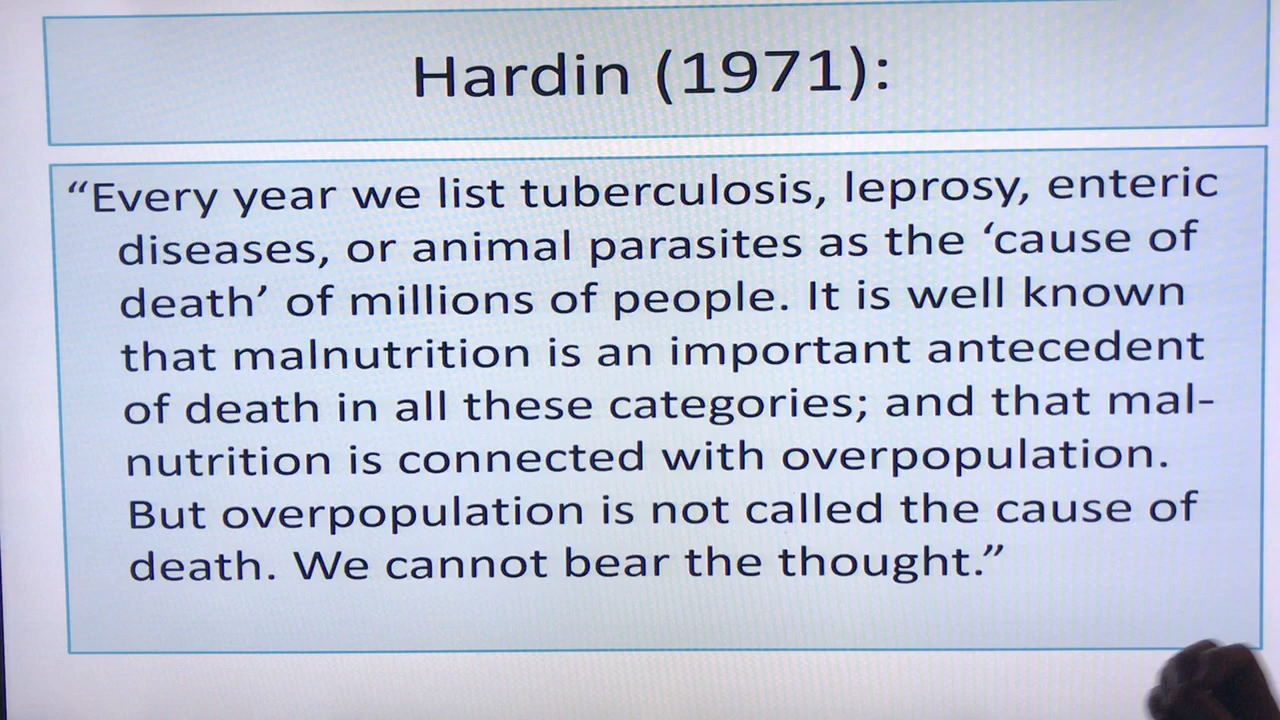 Hardin (1971):
“Every year we list tuberculosis, leprosy, enteric
diseases, or animal parasites as the ‘cause of
death’ of millions of people. It is well known
that malnutrition is an important antecedent
of death in all these categories; and that mal-
nutrition is connected with overpopulation.
But overpopulation is not called the cause of
death. We cannot bear the thought.”